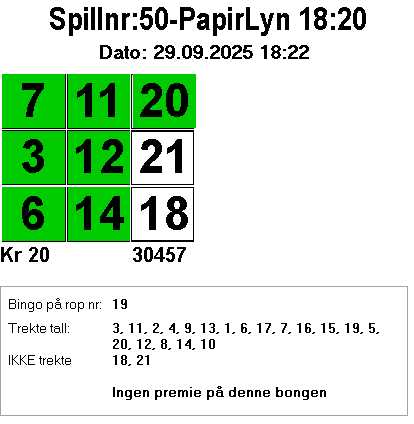 Spillnr:50-PapirLyn 18:20
Dato: 29.09.2025 18:22
7 11 20
3 12 21
6 14 18
Kr 20 30457
Bingo på rop nr: 19
Trekte tall: 3, 11, 2, 4, 9, 13, 1, 6, 17, 7, 16, 15, 19, 5,
20, 12, 8, 14, 10
IKKE trekte 18, 21
Ingen premie på denne bongen